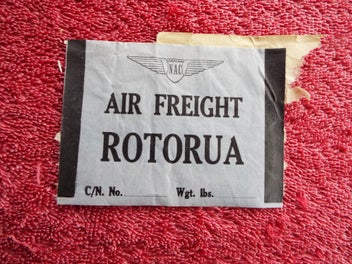 NAC
AIR FREIGHT
ROTORUA
C/N. No. Wgt. lbs.